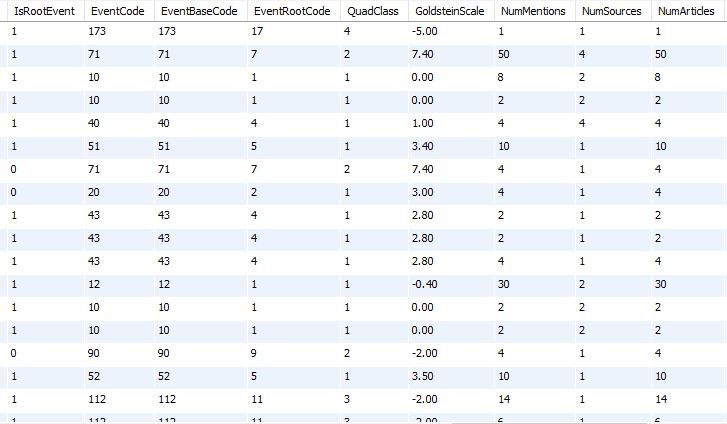 IsRootEvent EventCode EventBaseCode EventRootCode QuadClass GoldsteinScale NumMentions NumSources NumArticles
1 173 173 17 4 -5.00 1 1 1
1 71 71 7 2 7.40 50 4 50
1 10 10 1 1 0.00 8 2 8
1 10 10 1 1 0.00 2 2 2
1 40 40 4 1 1.00 4 4 4
1 51 51 5 1 3.40 10 1 10
0 71 71 7 2 7.40 4 1 4
0 20 20 2 1 3.00 4 1 4
1 43 43 4 1 2.80 2 1 2
1 43 43 4 1 2.80 2 1 2
1 43 43 4 1 2.80 4 1 4
1 12 12 1 1 -0.40 30 2 30
1 10 10 1 1 0.00 2 2 2
1 10 10 1 1 0.00 2 2 2
0 90 90 9 2 -2.00 4 1 4
1 52 52 5 1 3.50 10 1 10
1 112 112 11 3 -2.00 14 1 14
1 112 112 11 3 -2.00 6 1 6